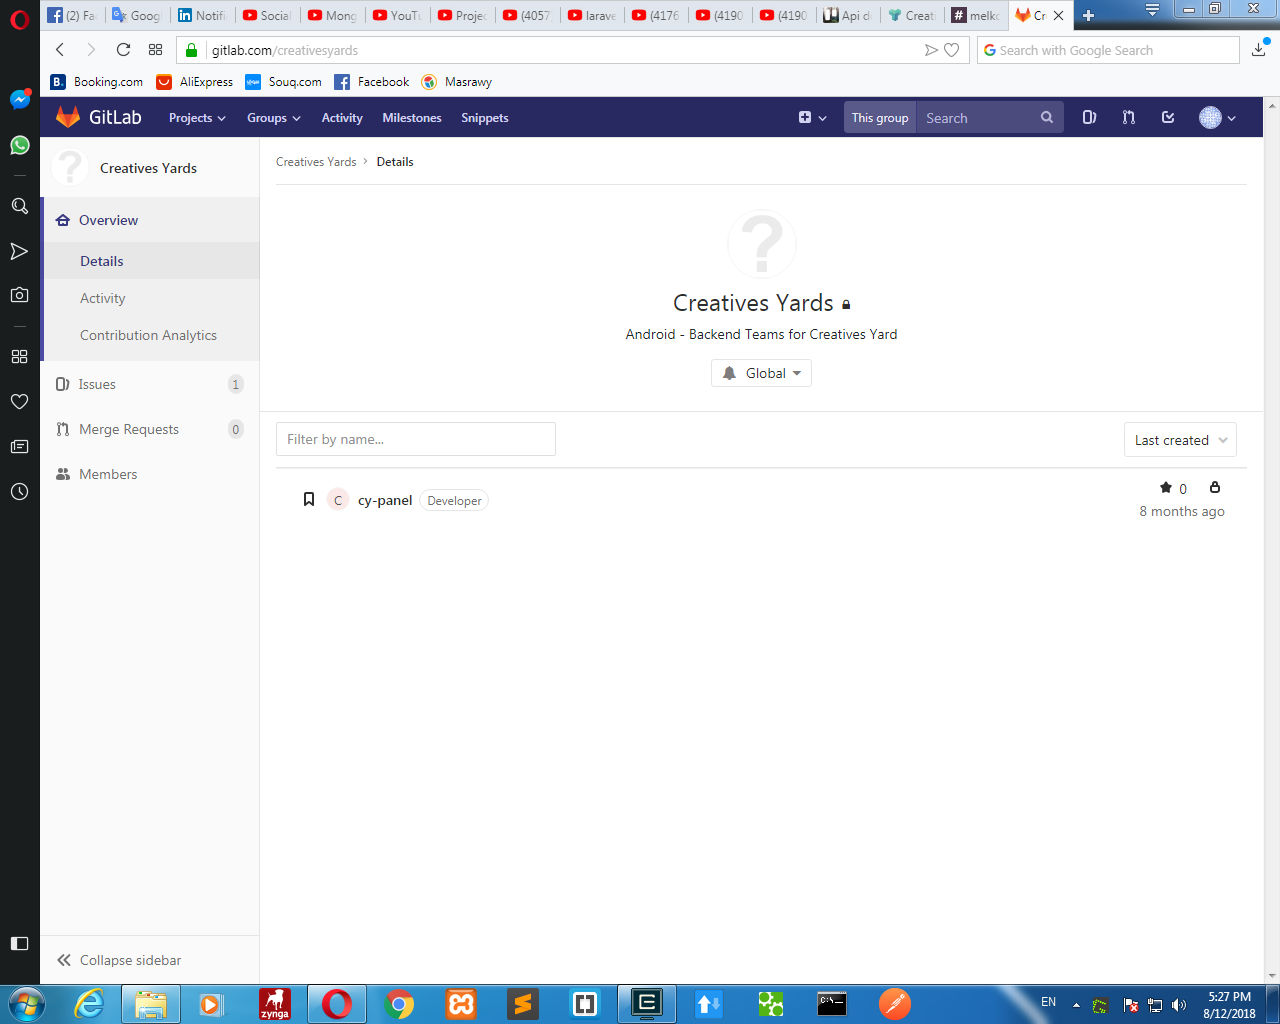 (2) Fa
Goog
Notifi
Social
Mong
YouTu
Projec
(4057
larave
(4176
(4190
(4190
Api d
Creati
melko
Cr
gitlab.com/creativesyards
Search with Google Search
B. Booking.com
AliExpress
Souq.com
Facebook
Masrawy
GitLab
Projects
Groups
Activity
Milestones
Snippets
This group
Search
Creatives Yards
Creatives Yards
Details
Overview
Details
Activity
Contribution Analytics
Issues
1
Merge Requests
0
Members
Creatives Yards
Android - Backend Teams for Creatives Yard
Global
Filter by name...
Last created
C
cy-panel
Developer
0
8 months ago
Collapse sidebar
zynga
EN
5:27 PM
8/12/2018